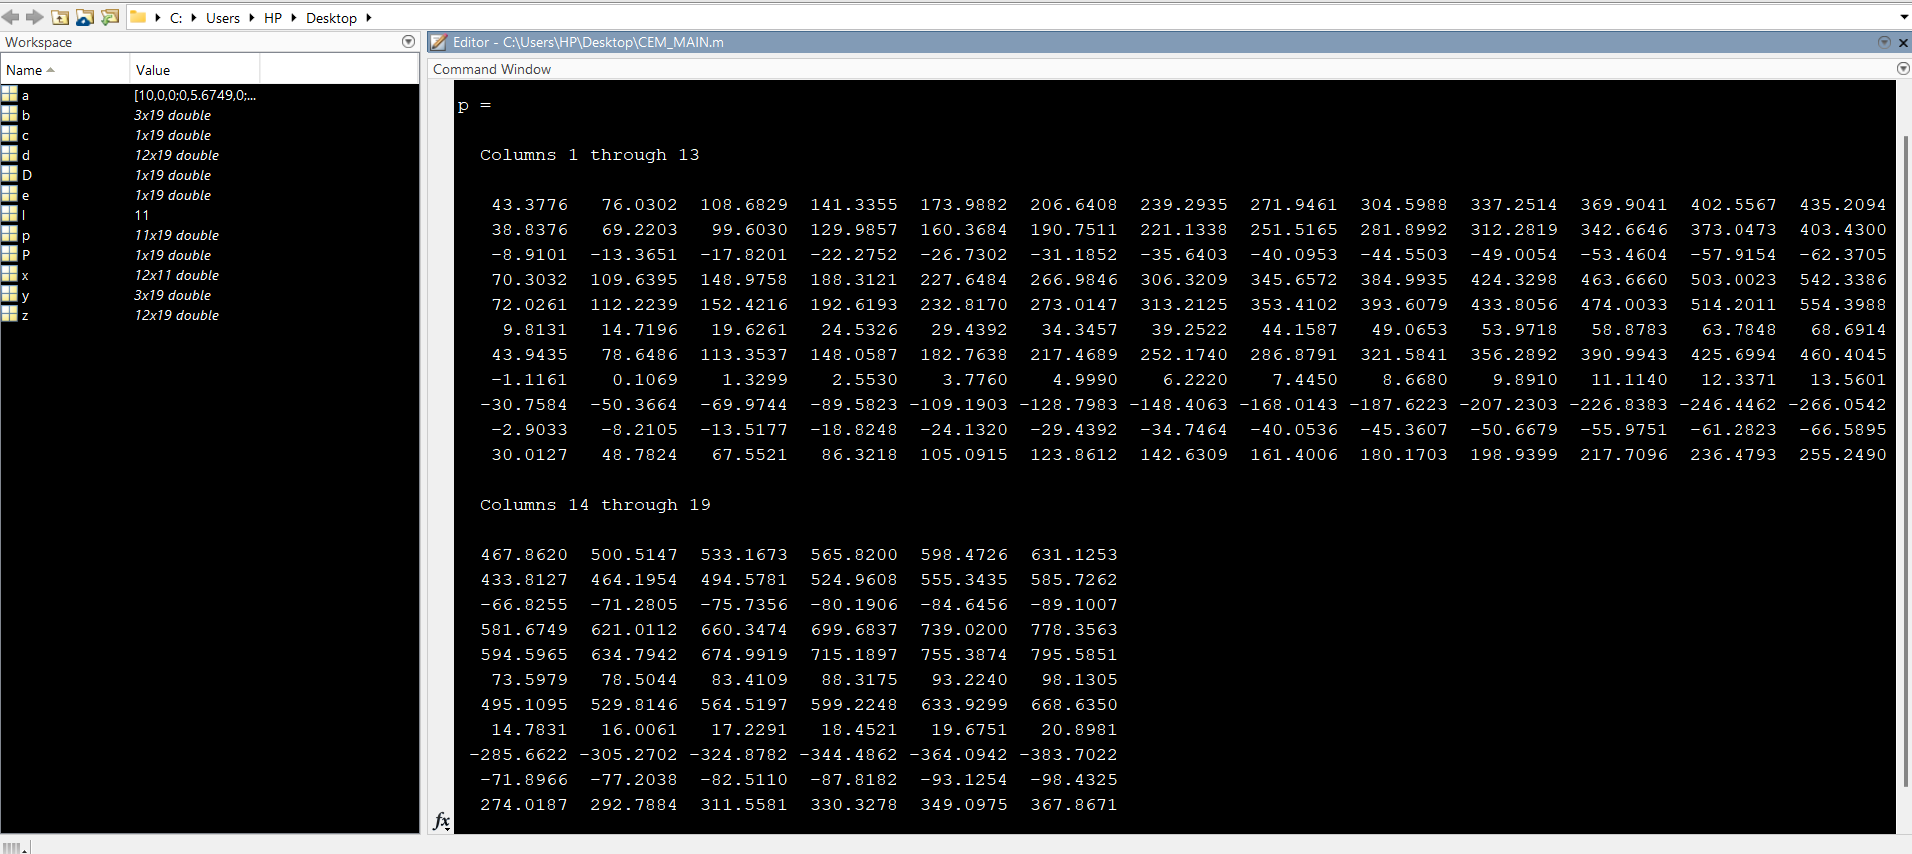 C: Users HP Desktop
Workspace
Name Value
a [10,0,0;0,5.6749,0;...
b 3x19 double
c 1x19 double
d 12x19 double
D 1x19 double
e 1x19 double
l 11
p 11x19 double
P 1x19 double
x 12x11 double
y 3x19 double
z 12x19 double
Editor - C:\Users\HP\Desktop\CEM_MAIN.m
Command Window
p =
Columns 1 through 13
43.3776 76.0302 108.6829 141.3355 173.9882 206.6408 239.2935 271.9461 304.5988 337.2514 369.9041 402.5567 435.2094
38.8376 69.2203 99.6030 129.9857 160.3684 190.7511 221.1338 251.5165 281.8992 312.2819 342.6646 373.0473 403.4300
-8.9101 -13.3651 -17.8201 -22.2752 -26.7302 -31.1852 -35.6403 -40.0953 -44.5503 -49.0054 -53.4604 -57.9154 -62.3705
70.3032 109.6395 148.9758 188.3121 227.6484 266.9846 306.3209 345.6572 384.9935 424.3298 463.6660 503.0023 542.3386
72.0261 112.2239 152.4216 192.6193 232.8170 273.0147 313.2125 353.4102 393.6079 433.8056 474.0033 514.2011 554.3988
9.8131 14.7196 19.6261 24.5326 29.4392 34.3457 39.2522 44.1587 49.0653 53.9718 58.8783 63.7848 68.6914
43.9435 78.6486 113.3537 148.0587 182.7638 217.4689 252.1740 286.8791 321.5841 356.2892 390.9943 425.6994 460.4045
-1.1161 0.1069 1.3299 2.5530 3.7760 4.9990 6.2220 7.4450 8.6680 9.8910 11.1140 12.3371 13.5601
-30.7584 -50.3664 -69.9744 -89.5823 -109.1903 -128.7983 -148.4063 -168.0143 -187.6223 -207.2303 -226.8383 -246.4462 -266.0542
-2.9033 -8.2105 -13.5177 -18.8248 -24.1320 -29.4392 -34.7464 -40.0536 -45.3607 -50.6679 -55.9751 -61.2823 -66.5895
30.0127 48.7824 67.5521 86.3218 105.0915 123.8612 142.6309 161.4006 180.1703 198.9399 217.7096 236.4793 255.2490
Columns 14 through 19
467.8620 500.5147 533.1673 565.8200 598.4726 631.1253
433.8127 464.1954 494.5781 524.9608 555.3435 585.7262
-66.8255 -71.2805 -75.7356 -80.1906 -84.6456 -89.1007
581.6749 621.0112 660.3474 699.6837 739.0200 778.3563
594.5965 634.7942 674.9919 715.1897 755.3874 795.5851
73.5979 78.5044 83.4109 88.3175 93.2240 98.1305
495.1095 529.8146 564.5197 599.2248 633.9299 668.6350
14.7831 16.0061 17.2291 18.4521 19.6751 20.8981
-285.6622 -305.2702 -324.8782 -344.4862 -364.0942 -383.7022
-71.8966 -77.2038 -82.5110 -87.8182 -93.1254 -98.4325
274.0187 292.7884 311.5581 330.3278 349.0975 367.8671
fx